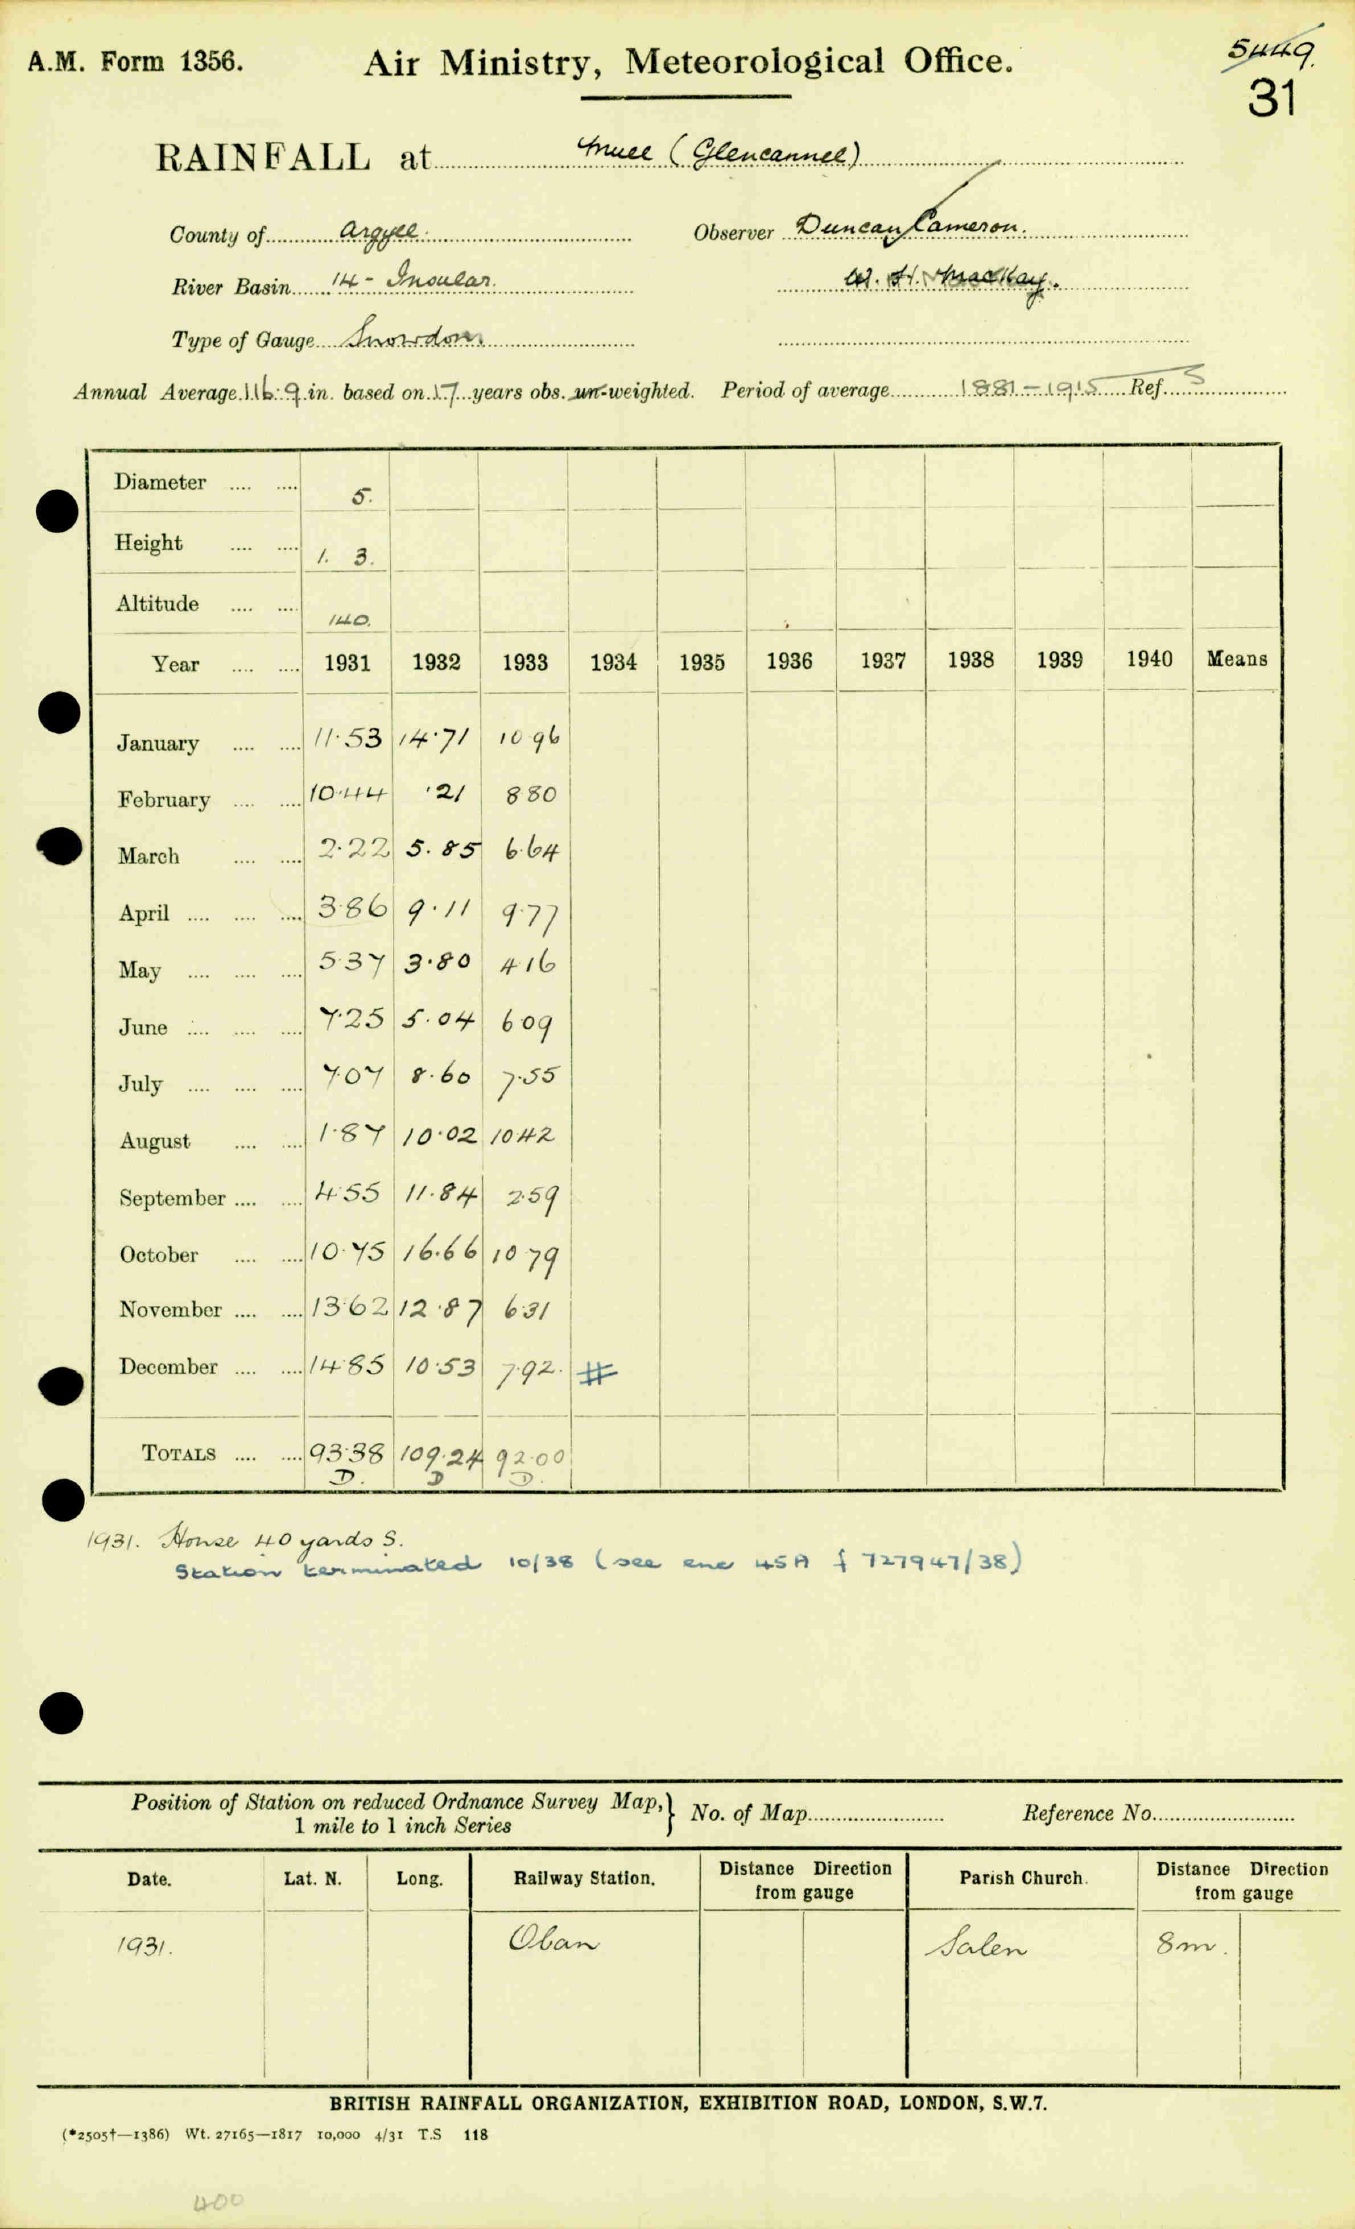 A.M. Form 1356.
Air Ministry, Meteorological Office.
5449.
31
RAINFALL at Mull (Glencannel)
County of Argyll. Observer Duncan Cameron.
River Basin 14 - Insular. W. H. MacKay.
Type of Gauge Snowdon.
Annual Average 116.9 in. based on 17 years obs. un-weighted. Period of average 1881-1915 Ref. S
Diameter .... .... 5.
Height .... .... 1. 3.
Altitude .... .... 140.
Year .... .... 1931 1932 1933 1934 1935 1936 1937 1938 1939 1940 Means
January .... .... 11.53 14.71 10.96
February .... .... 10.44 .21 8.80
March .... .... 2.22 5.85 6.64
April .... .... .... 3.86 9.11 9.77
May .... .... .... 5.37 3.80 4.16
June .... .... .... 7.25 5.04 6.09
July .... .... .... 7.07 8.60 7.55
August .... .... 1.87 10.02 10.42
September .... .... 4.55 11.84 2.59
October .... .... 10.75 16.66 10.79
November .... .... 13.62 12.87 6.31
December .... .... 14.85 10.53 7.92. #
TOTALS .... .... 93.38 109.24 92.00
D. D D.
1931. House 40 yards S.
Station terminated 10/38 (see enc 45A f 727947/38)
Position of Station on reduced Ordnance Survey Map, } No. of Map Reference No.
1 mile to 1 inch Series
Date. Lat. N. Long. Railway Station. Distance Direction from gauge Parish Church. Distance Direction from gauge
1931. Oban Salen 8m.
BRITISH RAINFALL ORGANIZATION, EXHIBITION ROAD, LONDON, S.W.7.
(*2505†—1386) Wt. 27165—1817 10,000 4/31 T.S 118
400